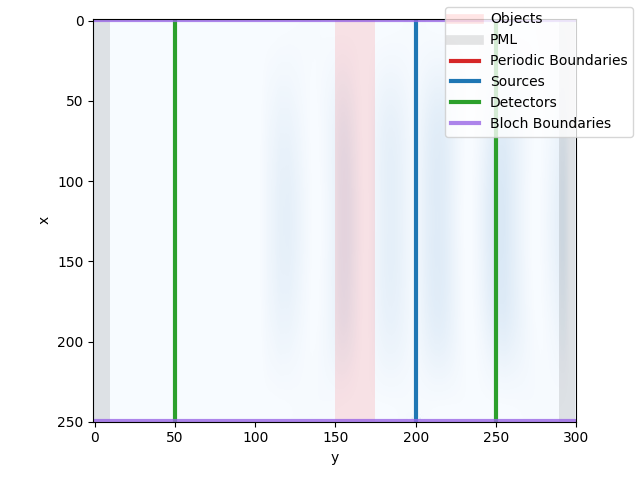 0
50
100
150
200
250
x
0
50
100
150
200
250
300
y
Objects
PML
Periodic Boundaries
Sources
Detectors
Bloch Boundaries